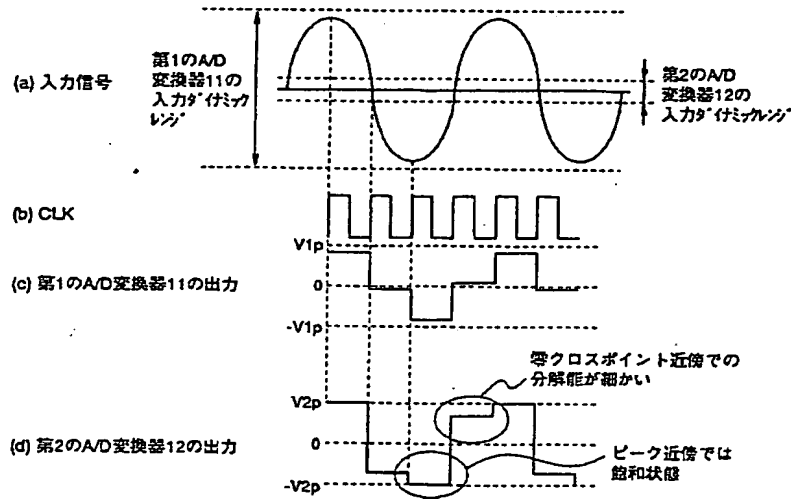 (a) 入力信号
第1のA/D
変換器11の
入力ダイナミック
レンジ
第2のA/D
変換器12の
入力ダイナミックレンジ
(b) CLK
V1p
(c) 第1のA/D変換器11の出力
0
-V1p
零クロスポイント近傍での
分解能が細かい
V2p
(d) 第2のA/D変換器12の出力
0
ピーク近傍では
飽和状態
-V2p